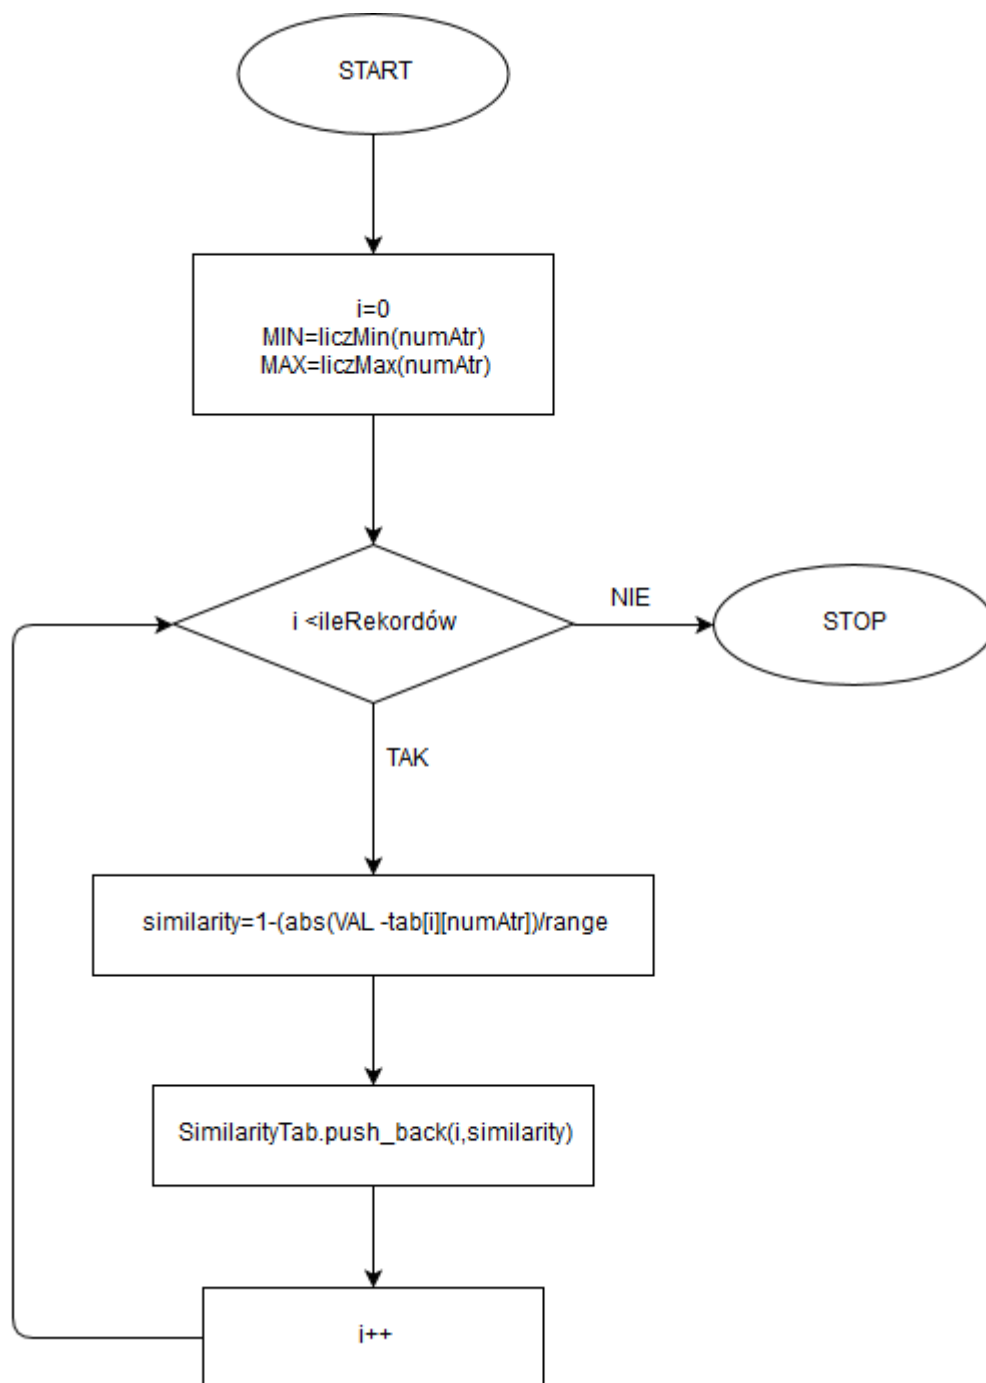 START
i=0
MIN=liczMin(numAtr)
MAX=liczMax(numAtr)
i <ileRekordów
NIE
STOP
TAK
similarity=1-(abs(VAL -tab[i][numAtr])/range
SimilarityTab.push_back(i,similarity)
i++